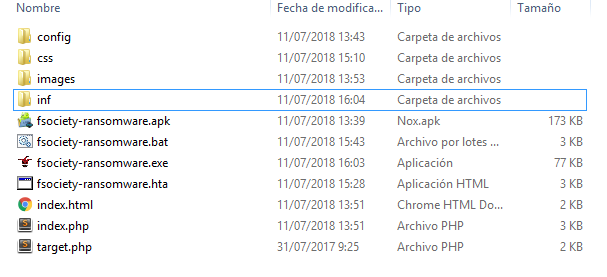 Nombre Fecha de modifica... Tipo Tamaño
config 11/07/2018 13:43 Carpeta de archivos
css 11/07/2018 15:10 Carpeta de archivos
images 11/07/2018 13:53 Carpeta de archivos
inf 11/07/2018 16:04 Carpeta de archivos
fsociety-ransomware.apk 11/07/2018 13:39 Nox.apk 173 KB
fsociety-ransomware.bat 11/07/2018 15:43 Archivo por lotes ... 3 KB
fsociety-ransomware.exe 11/07/2018 16:03 Aplicación 77 KB
fsociety-ransomware.hta 11/07/2018 15:28 Aplicación HTML 3 KB
index.html 11/07/2018 13:51 Chrome HTML Do... 2 KB
index.php 11/07/2018 13:51 Archivo PHP 3 KB
target.php 31/07/2017 9:25 Archivo PHP 2 KB